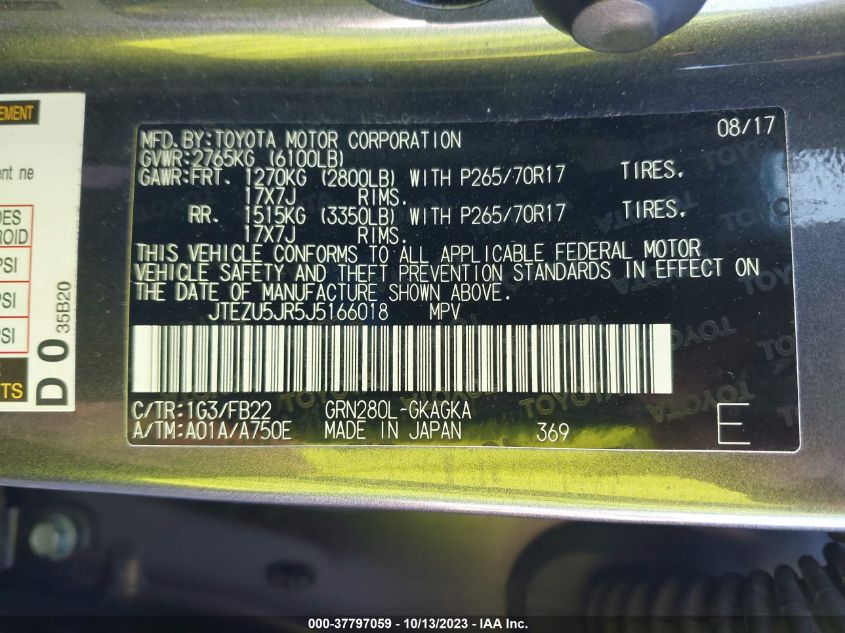 EMENT
ent ne
DES
ROID
PSI
PSI
PSI
TS
D 0 35B20
MFD.BY:TOYOTA MOTOR CORPORATION 08/17
GVWR:2765KG (6100LB)
GAWR:FRT. 1270KG (2800LB) WITH P265/70R17 TIRES,
17X7J RIMS.
RR. 1515KG (3350LB) WITH P265/70R17 TIRES,
17X7J RIMS.
THIS VEHICLE CONFORMS TO ALL APPLICABLE FEDERAL MOTOR
VEHICLE SAFETY AND THEFT PREVENTION STANDARDS IN EFFECT ON
THE DATE OF MANUFACTURE SHOWN ABOVE.
JTEZU5JR5J5166018 MPV
C/TR:1G3/FB22 GRN280L-GKAGKA
A/TM:A01A/A750E MADE IN JAPAN 369 E
000-37797059 - 10/13/2023 - IAA Inc.